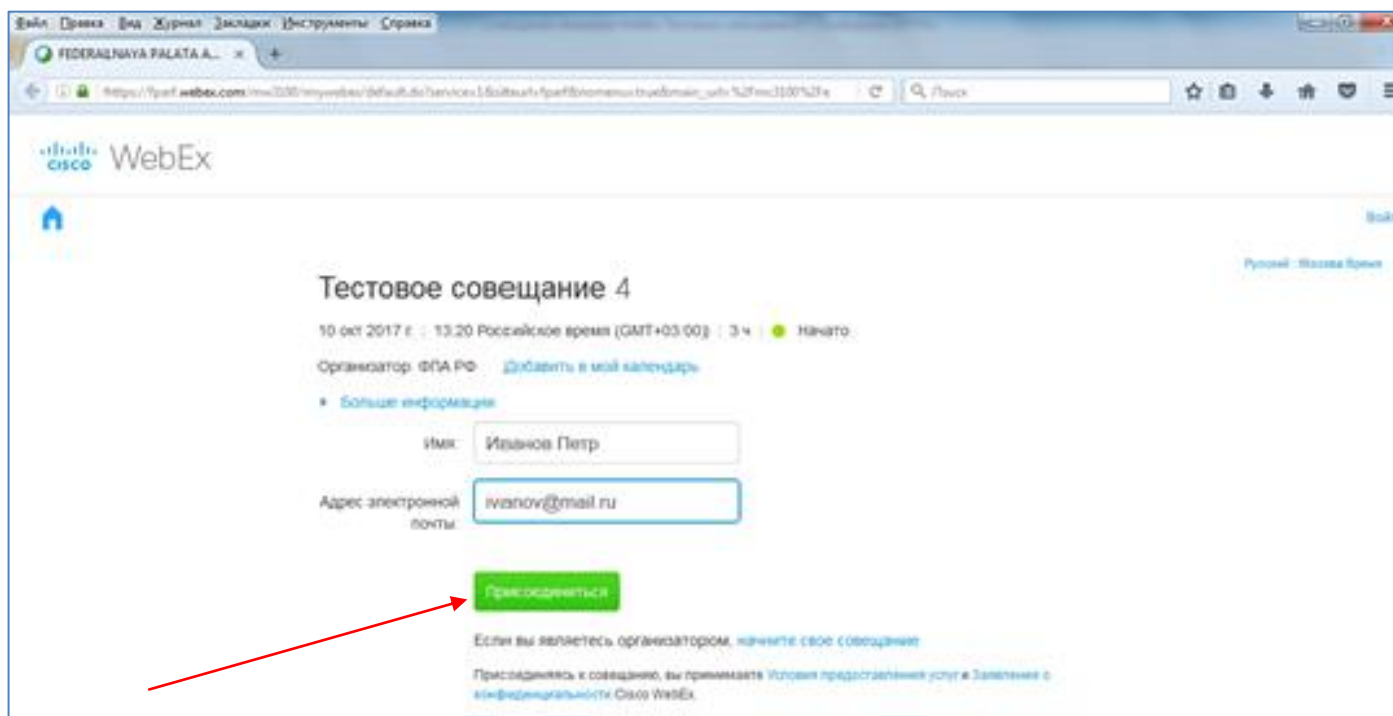 Файл Правка Вид Журнал Закладки Инструменты Справка
FEDERALNAYA PALATA A...
Поиск
cisco WebEx
Войт
Русский : Москва Время
Тестовое совещание 4
10 окт 2017 г. : 13:20 Российское время (GMT+03:00) : 3 ч : Начато
Организатор: ФПА РФ Добавить в мой календарь
Больше информации
Имя: Иванов Петр
Адрес электронной ivanov@mail.ru
почты:
Присоединиться
Если вы являетесь организатором, начните свое совещание
Присоединяясь к совещанию, вы принимаете Условия предоставления услуг и Заявление о
конфиденциальности Cisco WebEx.